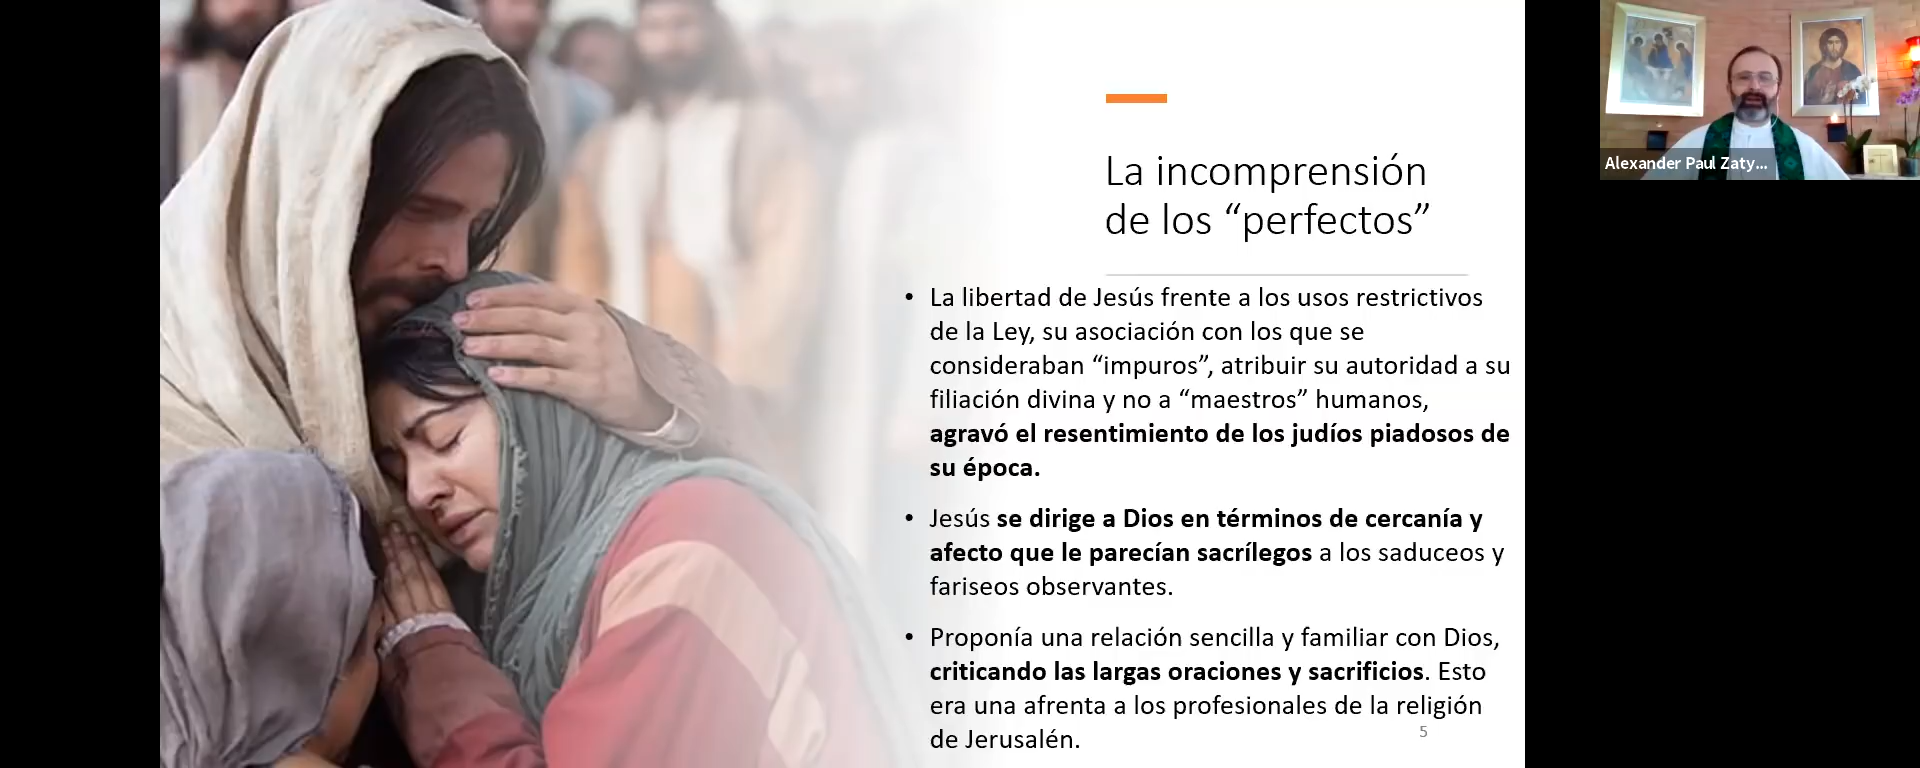 La incomprensión
de los “perfectos”
• La libertad de Jesús frente a los usos restrictivos
de la Ley, su asociación con los que se
consideraban “impuros”, atribuir su autoridad a su
filiación divina y no a “maestros” humanos,
agravó el resentimiento de los judíos piadosos de
su época.
• Jesús se dirige a Dios en términos de cercanía y
afecto que le parecían sacrílegos a los saduceos y
fariseos observantes.
• Proponía una relación sencilla y familiar con Dios,
criticando las largas oraciones y sacrificios. Esto
era una afrenta a los profesionales de la religión
de Jerusalén.
5
Alexander Paul Zaty...